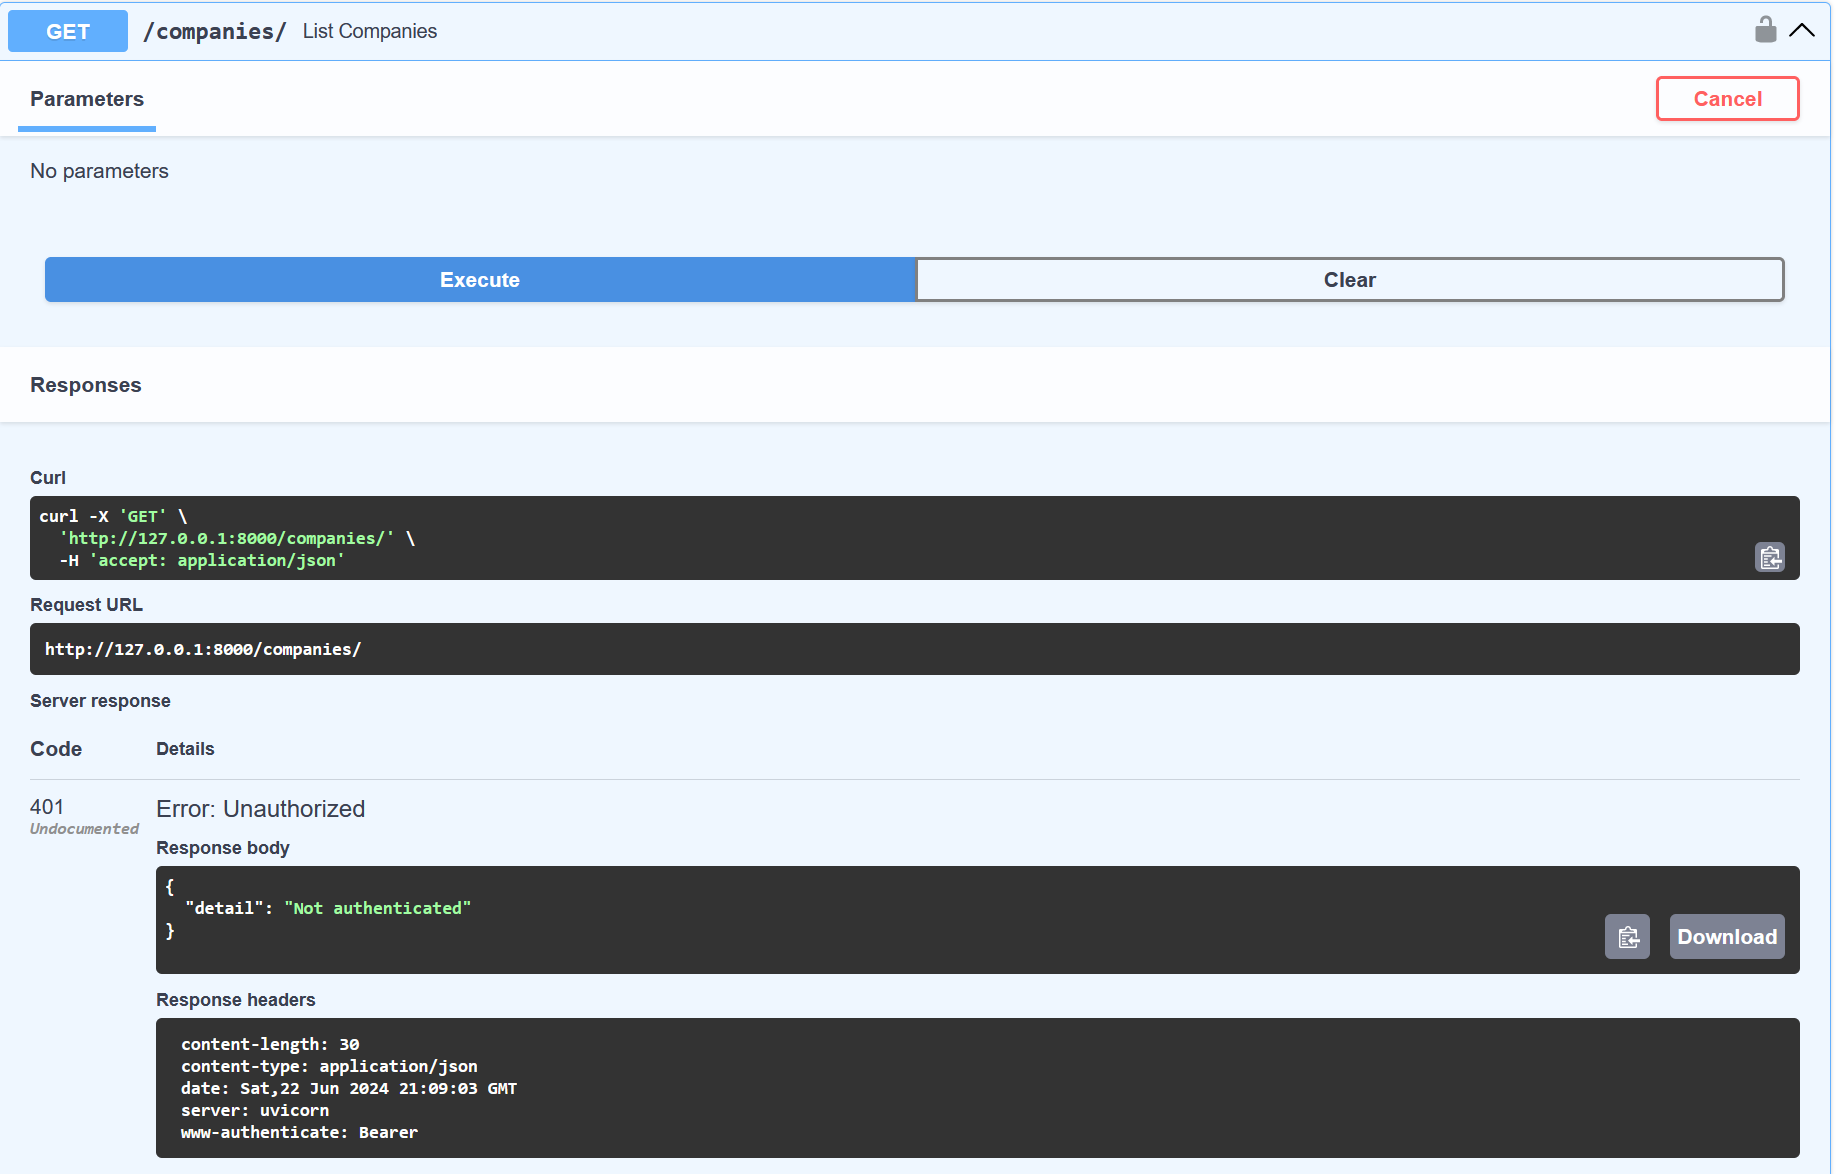 GET /companies/ List Companies
Parameters
Cancel
No parameters
Execute
Clear
Responses
Curl
curl -X 'GET' \
  'http://127.0.0.1:8000/companies/' \
  -H 'accept: application/json'
Request URL
http://127.0.0.1:8000/companies/
Server response
Code Details
401
Undocumented
Error: Unauthorized
Response body
{
  "detail": "Not authenticated"
}
Download
Response headers
content-length: 30
content-type: application/json
date: Sat,22 Jun 2024 21:09:03 GMT
server: uvicorn
www-authenticate: Bearer